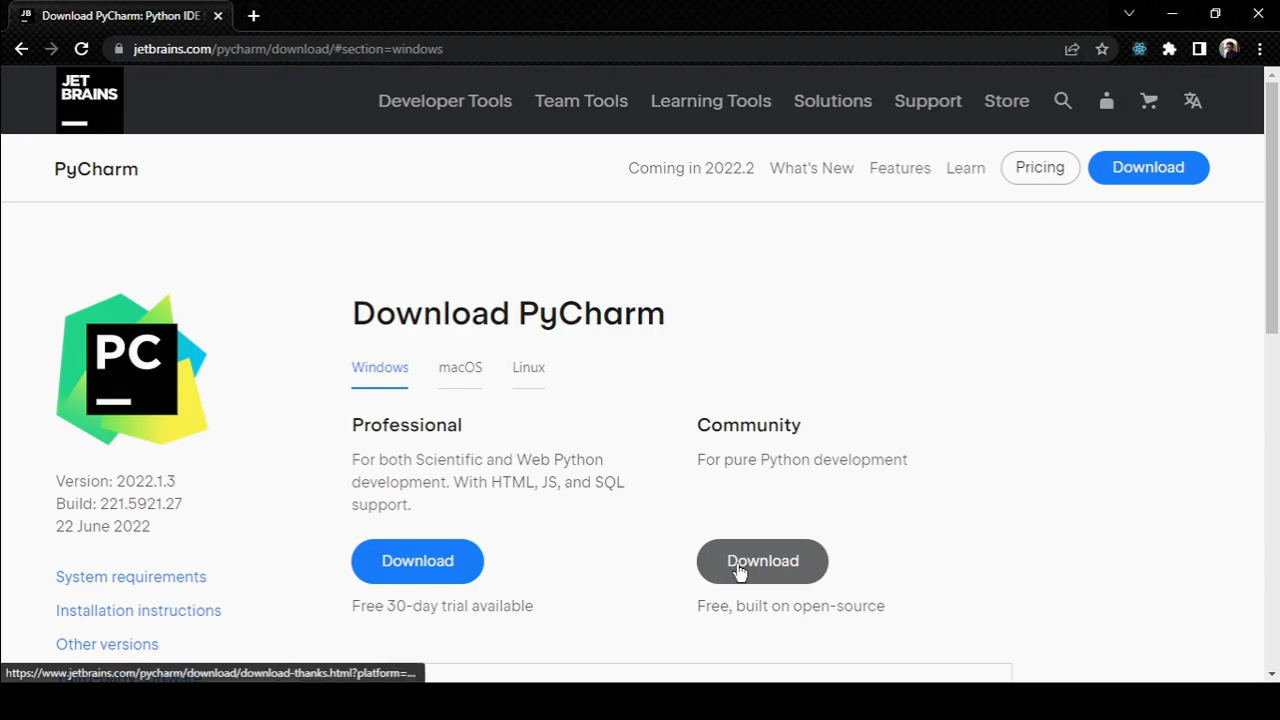 JB
Download PyCharm: Python IDE
jetbrains.com/pycharm/download/#section=windows
JET
BRAINS
Developer Tools Team Tools Learning Tools Solutions Support Store
PyCharm
Coming in 2022.2 What's New Features Learn Pricing Download
PC
Download PyCharm
Windows macOS Linux
Professional
For both Scientific and Web Python
development. With HTML, JS, and SQL
support.
Download
Free 30-day trial available
Community
For pure Python development
Download
Free, built on open-source
Version: 2022.1.3
Build: 221.5921.27
22 June 2022
System requirements
Installation instructions
Other versions
https://www.jetbrains.com/pycharm/download/download-thanks.html?platform=...